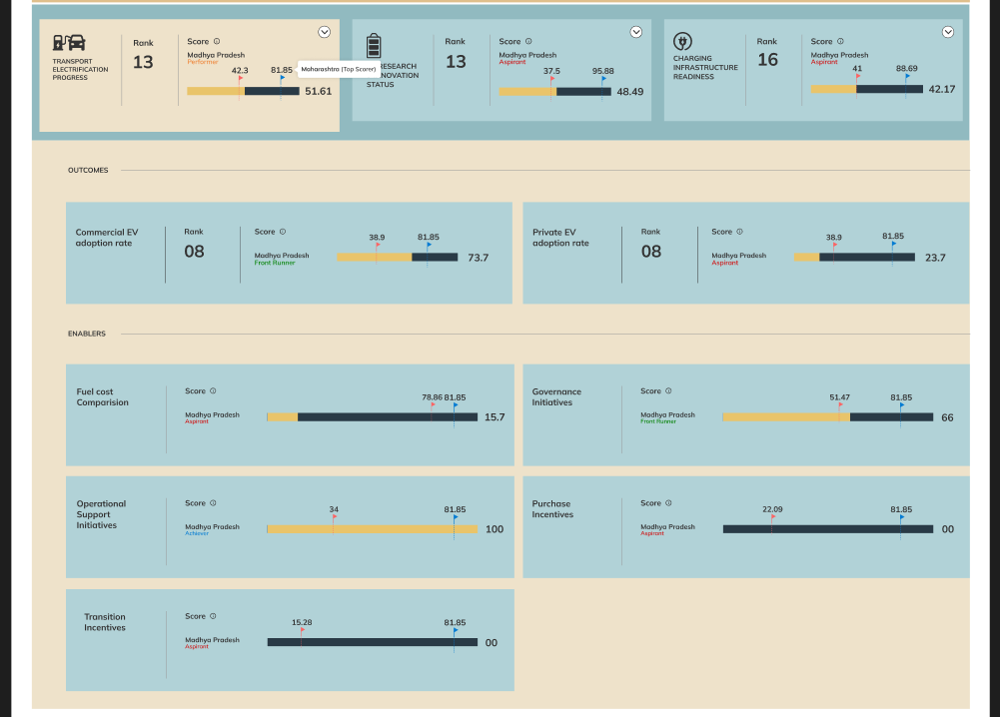 TRANSPORT
ELECTRIFICATION
PROGRESS
Rank
13
Score
Madhya Pradesh
Performer
42.3
81.85
51.61
Maharashtra (Top Scorer)
RESEARCH
NOVATION
STATUS
Rank
13
Score
Madhya Pradesh
Aspirant
37.5
95.88
48.49
CHARGING
INFRASTRUCTURE
READINESS
Rank
16
Score
Madhya Pradesh
Aspirant
41
88.69
42.17
OUTCOMES
Commercial EV
adoption rate
Rank
08
Score
Madhya Pradesh
Front Runner
38.9
81.85
73.7
Private EV
adoption rate
Rank
08
Score
Madhya Pradesh
Aspirant
38.9
81.85
23.7
ENABLERS
Fuel cost
Comparision
Score
Madhya Pradesh
Aspirant
78.86
81.85
15.7
Governance
Initiatives
Score
Madhya Pradesh
Front Runner
51.47
81.85
66
Operational
Support
Initiatives
Score
Madhya Pradesh
Achiever
34
81.85
100
Purchase
Incentives
Score
Madhya Pradesh
Aspirant
22.09
81.85
00
Transition
Incentives
Score
Madhya Pradesh
Aspirant
15.28
81.85
00